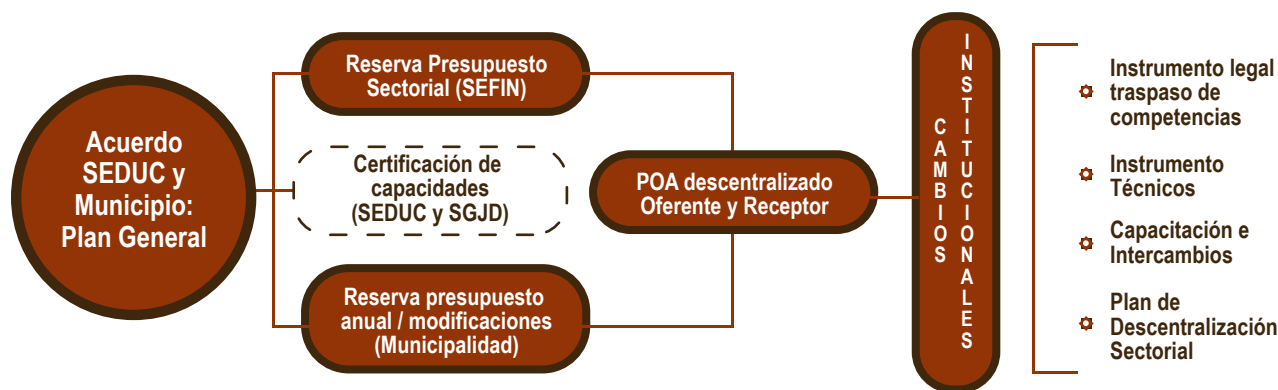 Acuerdo
SEDUC y
Municipio:
Plan General
Reserva Presupuesto
Sectorial (SEFIN)
Certificación de
capacidades
(SEDUC y SGJD)
Reserva presupuesto
anual / modificaciones
(Municipalidad)
POA descentralizado
Oferente y Receptor
CAMBIOS
INSTITUCIONALES
Instrumento legal
traspaso de
competencias
Instrumento
Técnicos
Capacitación e
Intercambios
Plan de
Descentralización
Sectorial